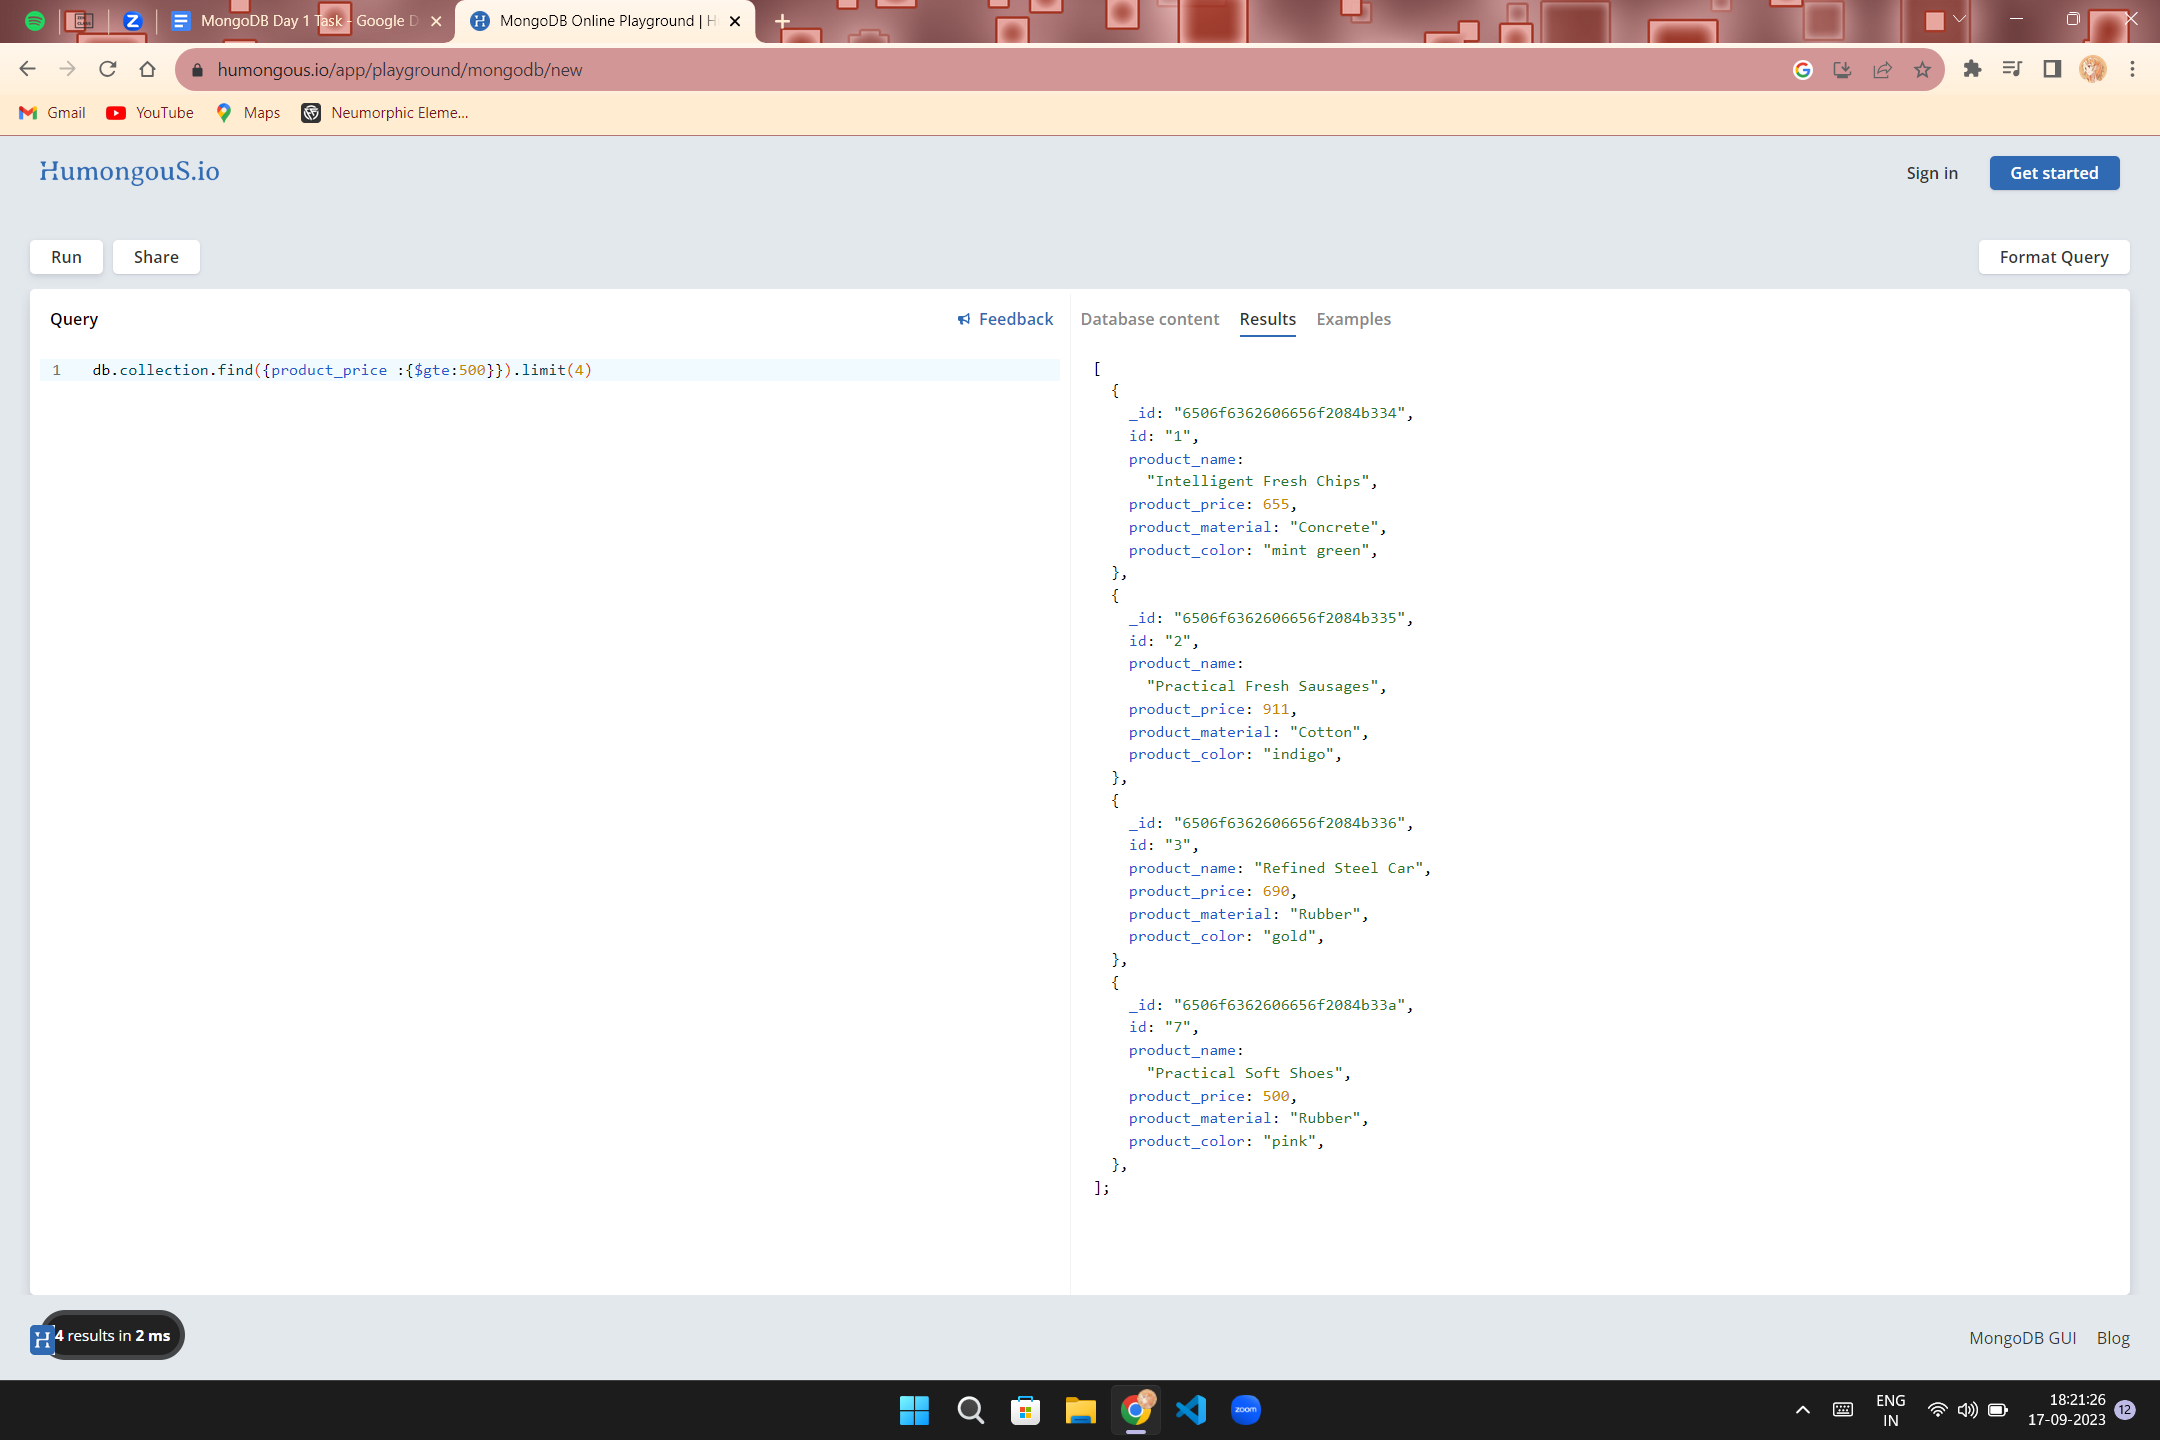 MongoDB Day 1 Task - Google D
MongoDB Online Playground | H
humongous.io/app/playground/mongodb/new
Gmail
YouTube
Maps
Neumorphic Eleme...
HumongouS.io
Sign in
Get started
Run
Share
Format Query
Query
Feedback
Database content
Results
Examples
1 db.collection.find({product_price :{$gte:500}}).limit(4)
[
{
_id: "6506f6362606656f2084b334",
id: "1",
product_name:
"Intelligent Fresh Chips",
product_price: 655,
product_material: "Concrete",
product_color: "mint green",
},
{
_id: "6506f6362606656f2084b335",
id: "2",
product_name:
"Practical Fresh Sausages",
product_price: 911,
product_material: "Cotton",
product_color: "indigo",
},
{
_id: "6506f6362606656f2084b336",
id: "3",
product_name: "Refined Steel Car",
product_price: 690,
product_material: "Rubber",
product_color: "gold",
},
{
_id: "6506f6362606656f2084b33a",
id: "7",
product_name:
"Practical Soft Shoes",
product_price: 500,
product_material: "Rubber",
product_color: "pink",
},
];
H
4 results in 2 ms
MongoDB GUI
Blog
zoom
ENG
IN
18:21:26
17-09-2023
12